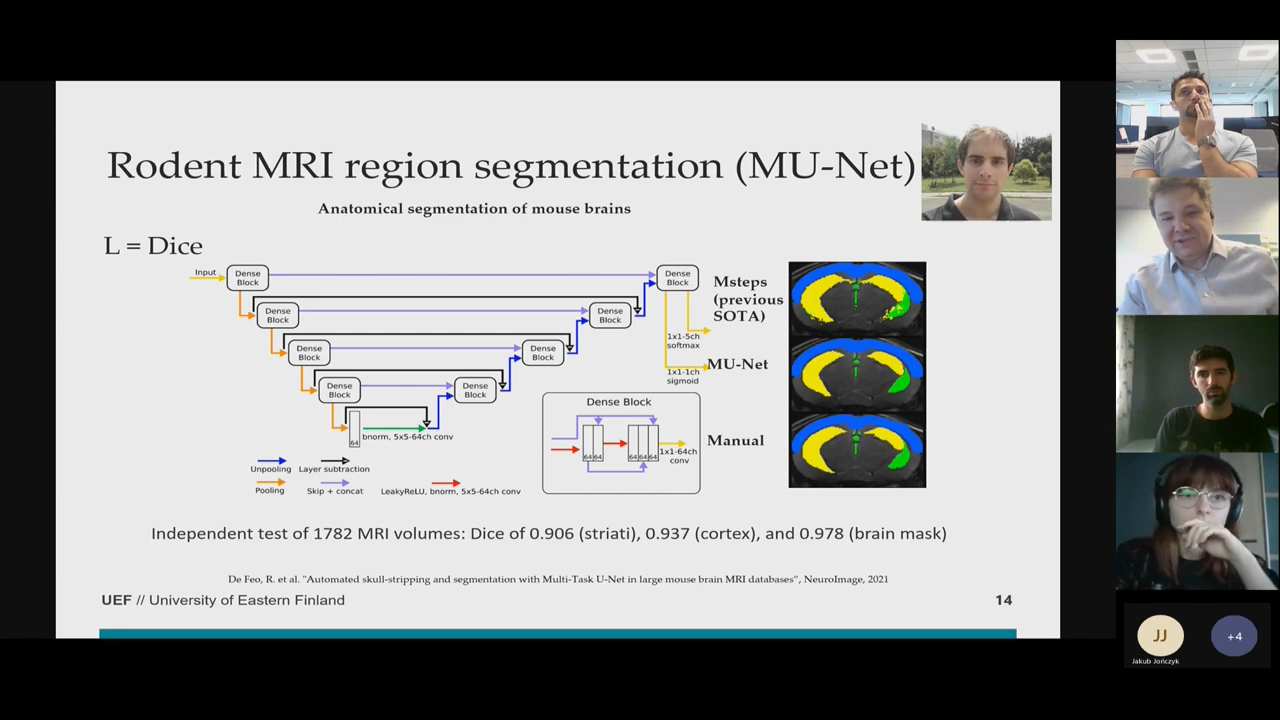 Rodent MRI region segmentation (MU-Net)
Anatomical segmentation of mouse brains
L = Dice
Input
Dense
Block
Dense
Block
Dense
Block
Dense
Block
Dense
Block
Dense
Block
Dense
Block
Dense
Block
64
bnorm, 5x5-64ch conv
1x1-5ch
softmax
1x1-1ch
sigmoid
Msteps
(previous
SOTA)
MU-Net
Manual
Dense Block
64 64
64 64 64
1x1-64ch
conv
Unpooling
Layer subtraction
Pooling
Skip + concat
LeakyReLU, bnorm, 5x5-64ch conv
Independent test of 1782 MRI volumes: Dice of 0.906 (striati), 0.937 (cortex), and 0.978 (brain mask)
De Feo, R. et al. "Automated skull-stripping and segmentation with Multi-Task U-Net in large mouse brain MRI databases", NeuroImage, 2021
UEF // University of Eastern Finland
14
JJ
+4
Jakub Jończyk